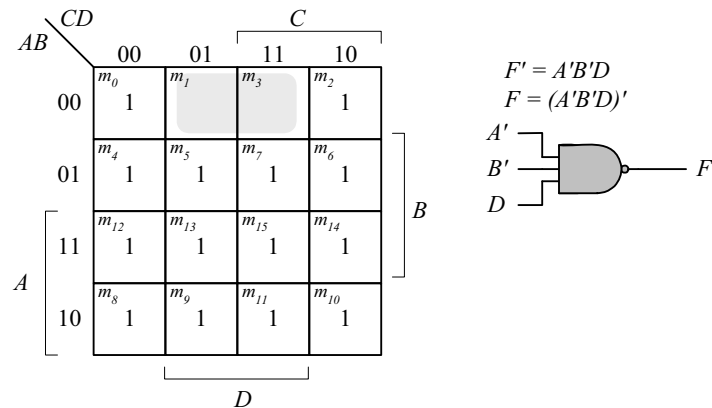 CD
C
AB
00 01 11 10
m0 m1 m3 m2
00 1 1
m4 m5 m7 m6
01 1 1 1 1
B
m12 m13 m15 m14
11 1 1 1 1
A
m8 m9 m11 m10
10 1 1 1 1
D
F' = A'B'D
F = (A'B'D)'
A'
B' F
D